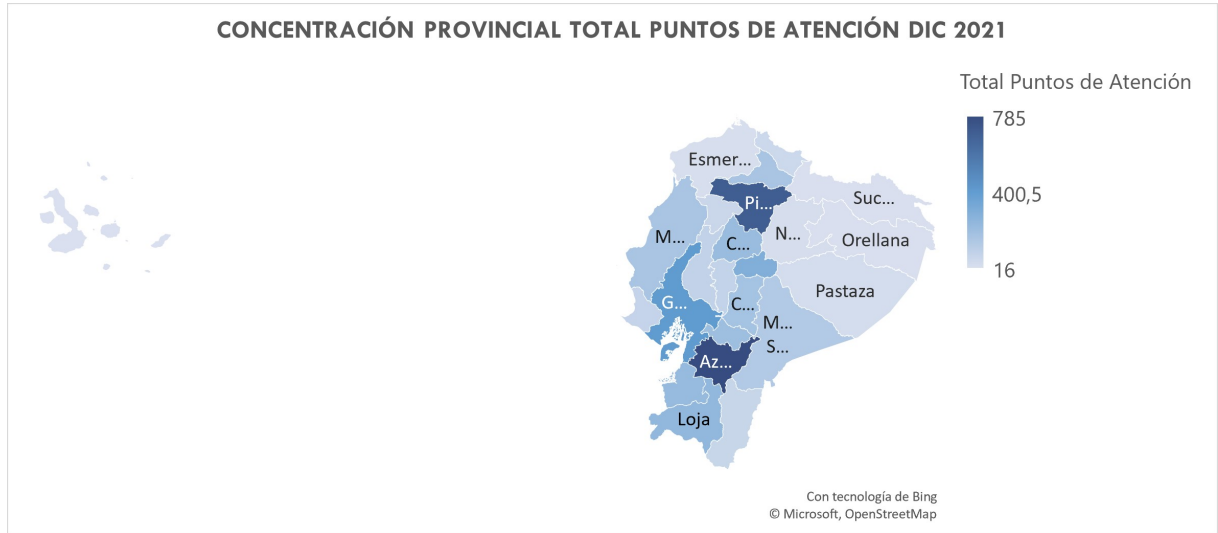 CONCENTRACIÓN PROVINCIAL TOTAL PUNTOS DE ATENCIÓN DIC 2021
Total Puntos de Atención
785
400,5
16
Esmer...
Suc...
Pi...
N...
Orellana
M...
C...
Pastaza
G...
C...
M...
S...
Az...
Loja
Con tecnología de Bing
© Microsoft, OpenStreetMap